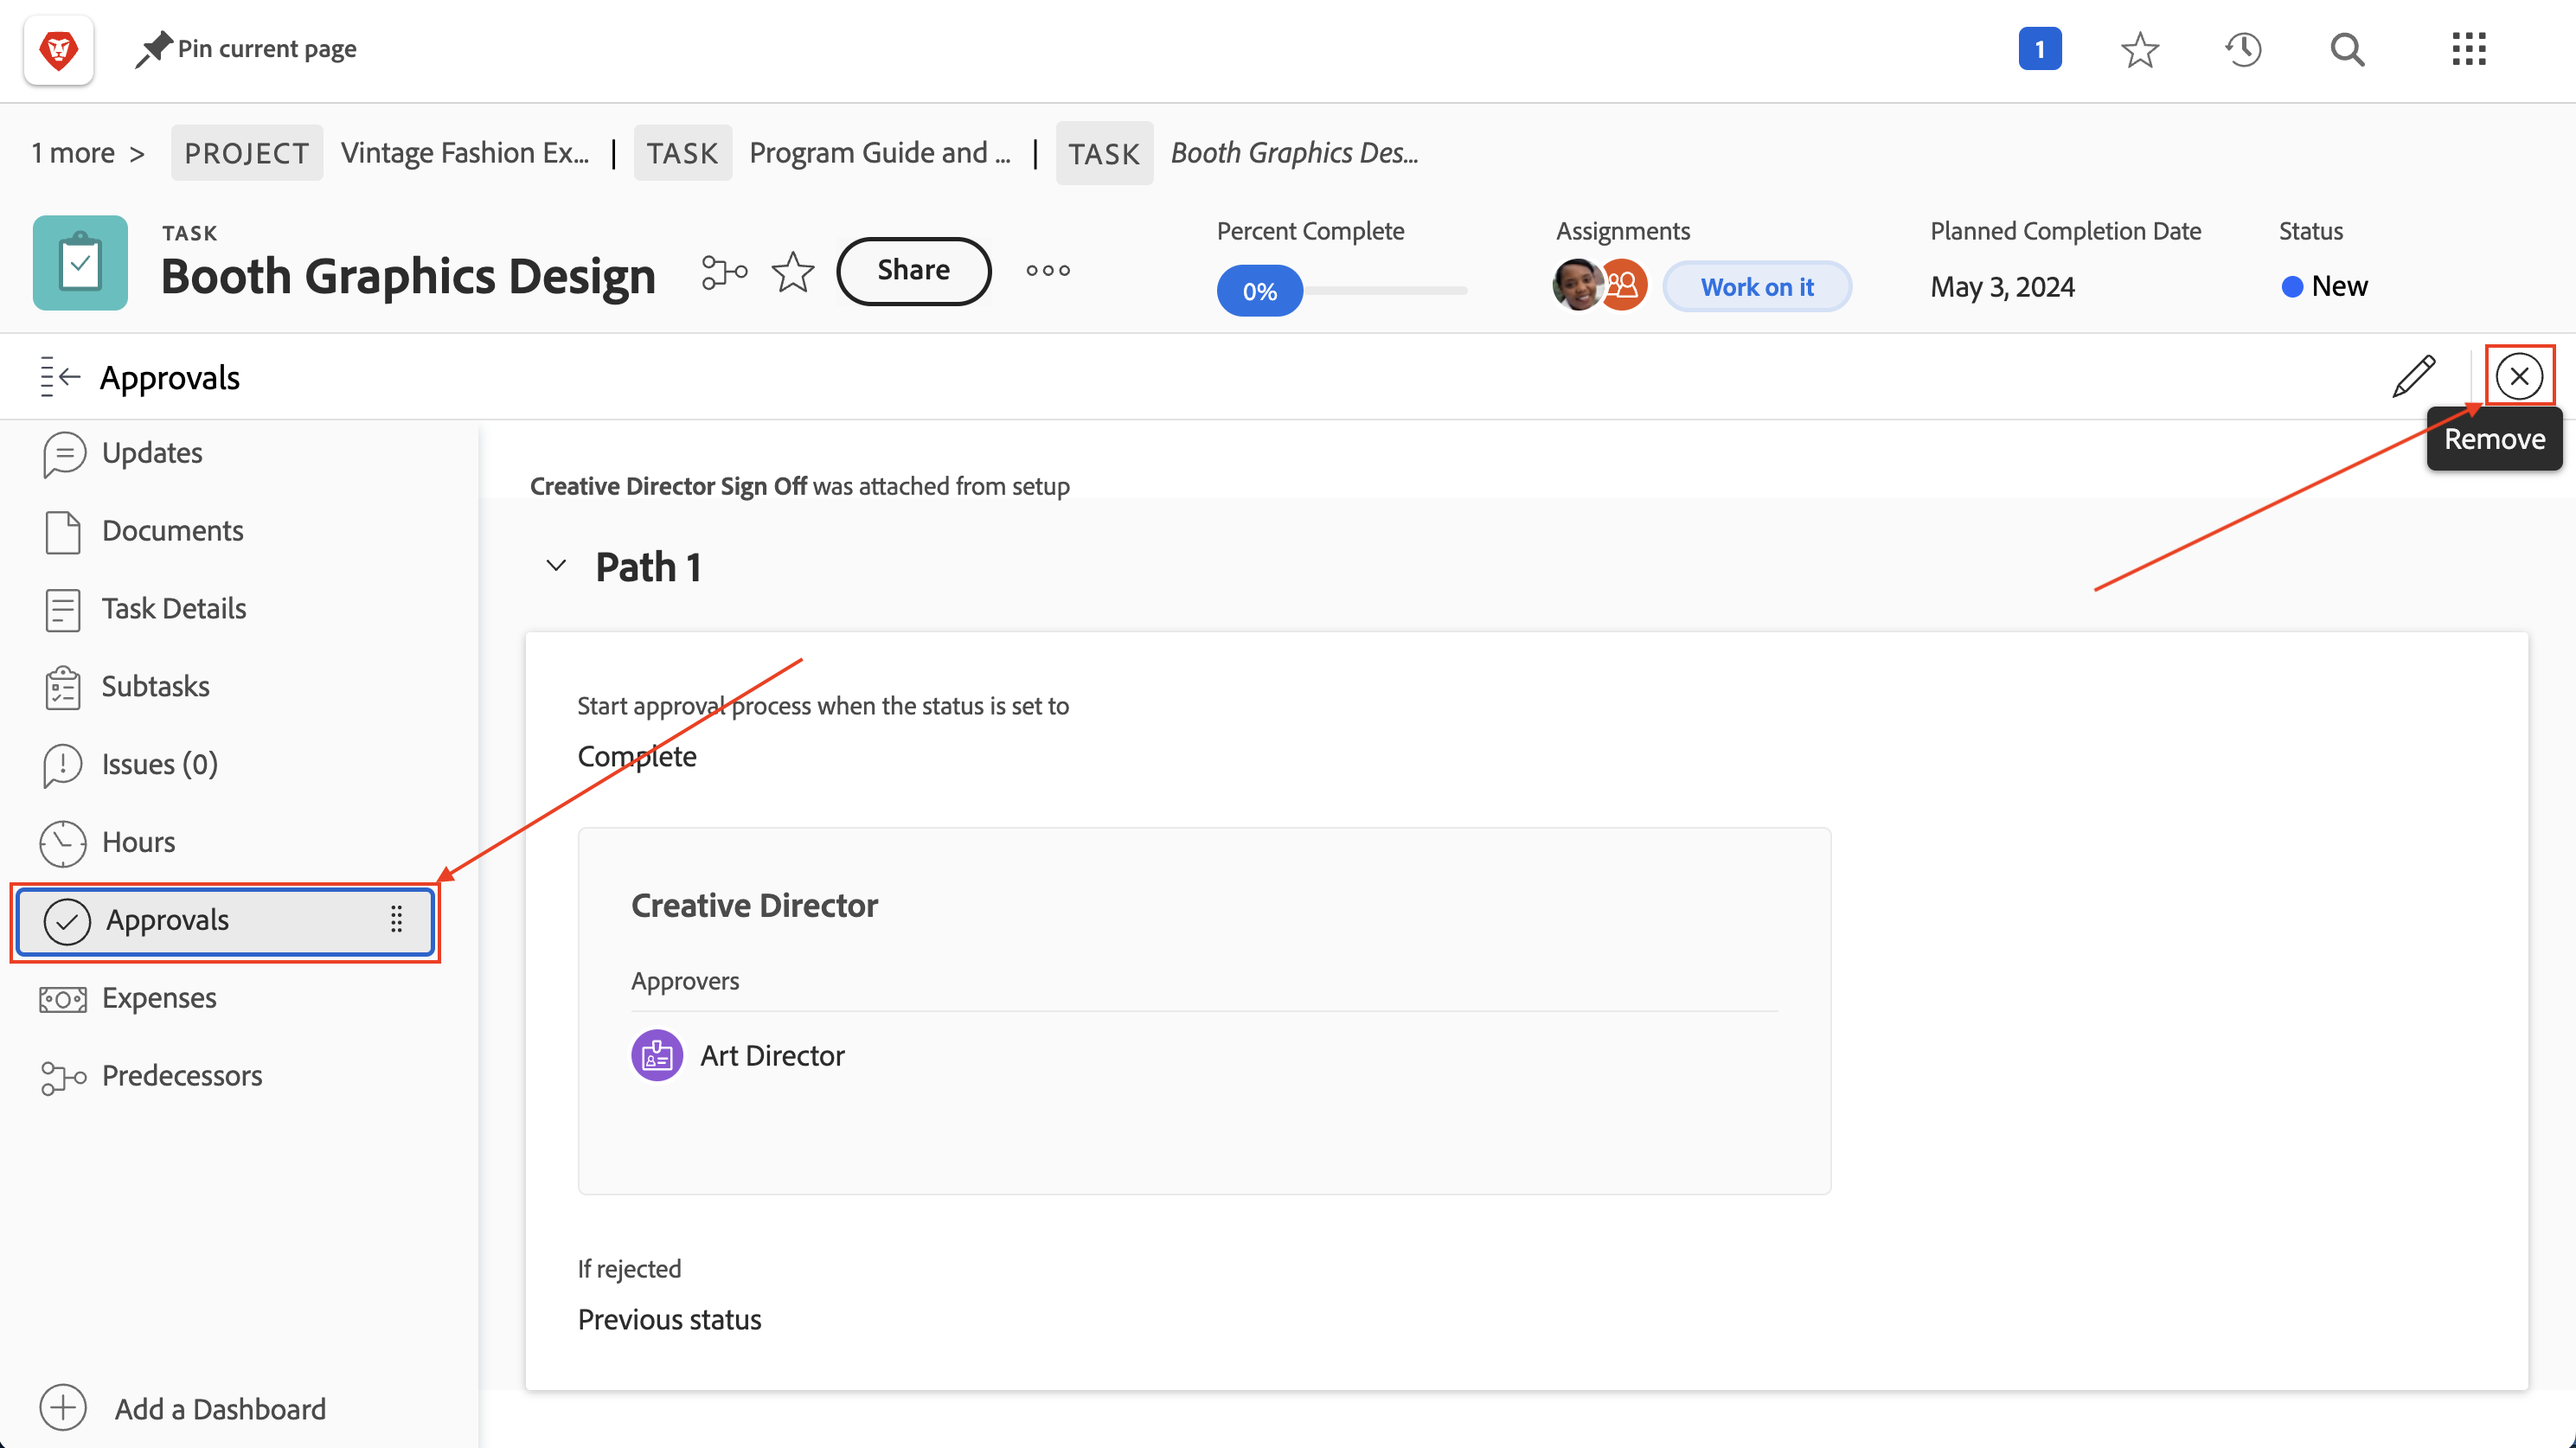 Pin current page
1
1 more > PROJECT Vintage Fashion Ex... | TASK Program Guide and ... | TASK Booth Graphics Des...
TASK
Booth Graphics Design
Share
Percent Complete
0%
Assignments
Work on it
Planned Completion Date
May 3, 2024
Status
New
Approvals
Remove
Updates
Documents
Task Details
Subtasks
Issues (0)
Hours
Approvals
Expenses
Predecessors
Add a Dashboard
Creative Director Sign Off was attached from setup
Path 1
Start approval process when the status is set to
Complete
Creative Director
Approvers
Art Director
If rejected
Previous status